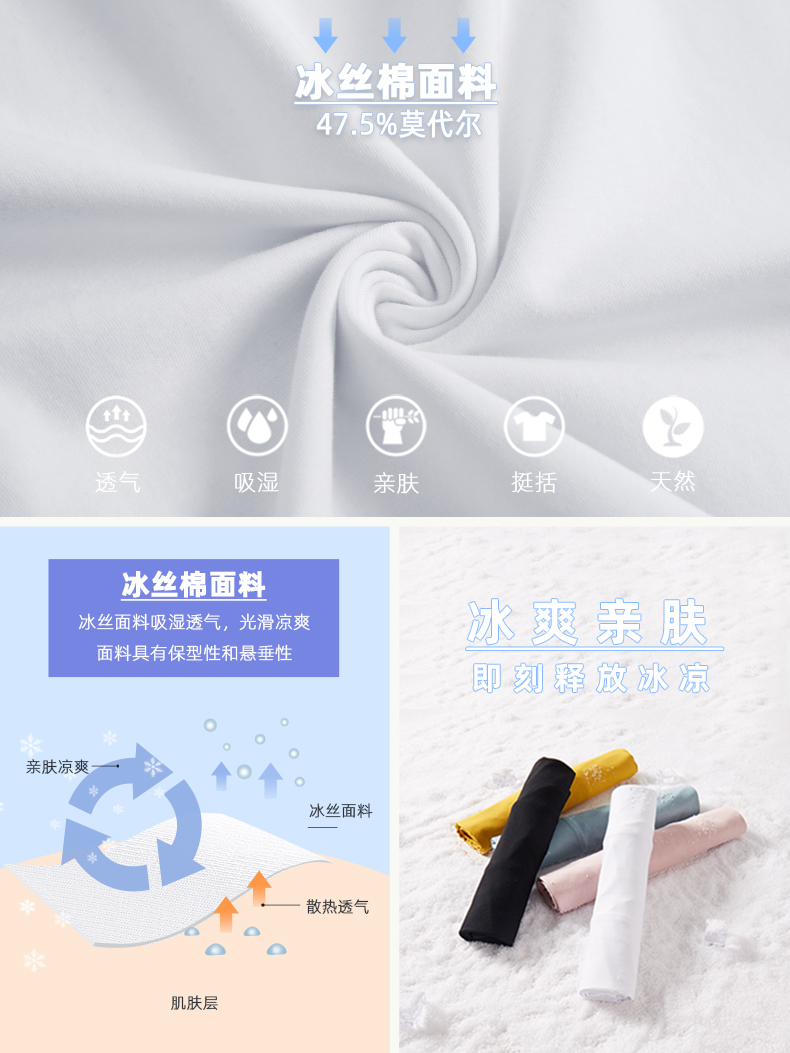 冰丝棉面料
47.5%莫代尔
透气
吸湿
亲肤
挺括
天然
冰丝棉面料
冰丝面料吸湿透气，光滑凉爽
面料具有保型性和悬垂性
亲肤凉爽
冰丝面料
散热透气
肌肤层
冰爽亲肤
即刻释放冰凉